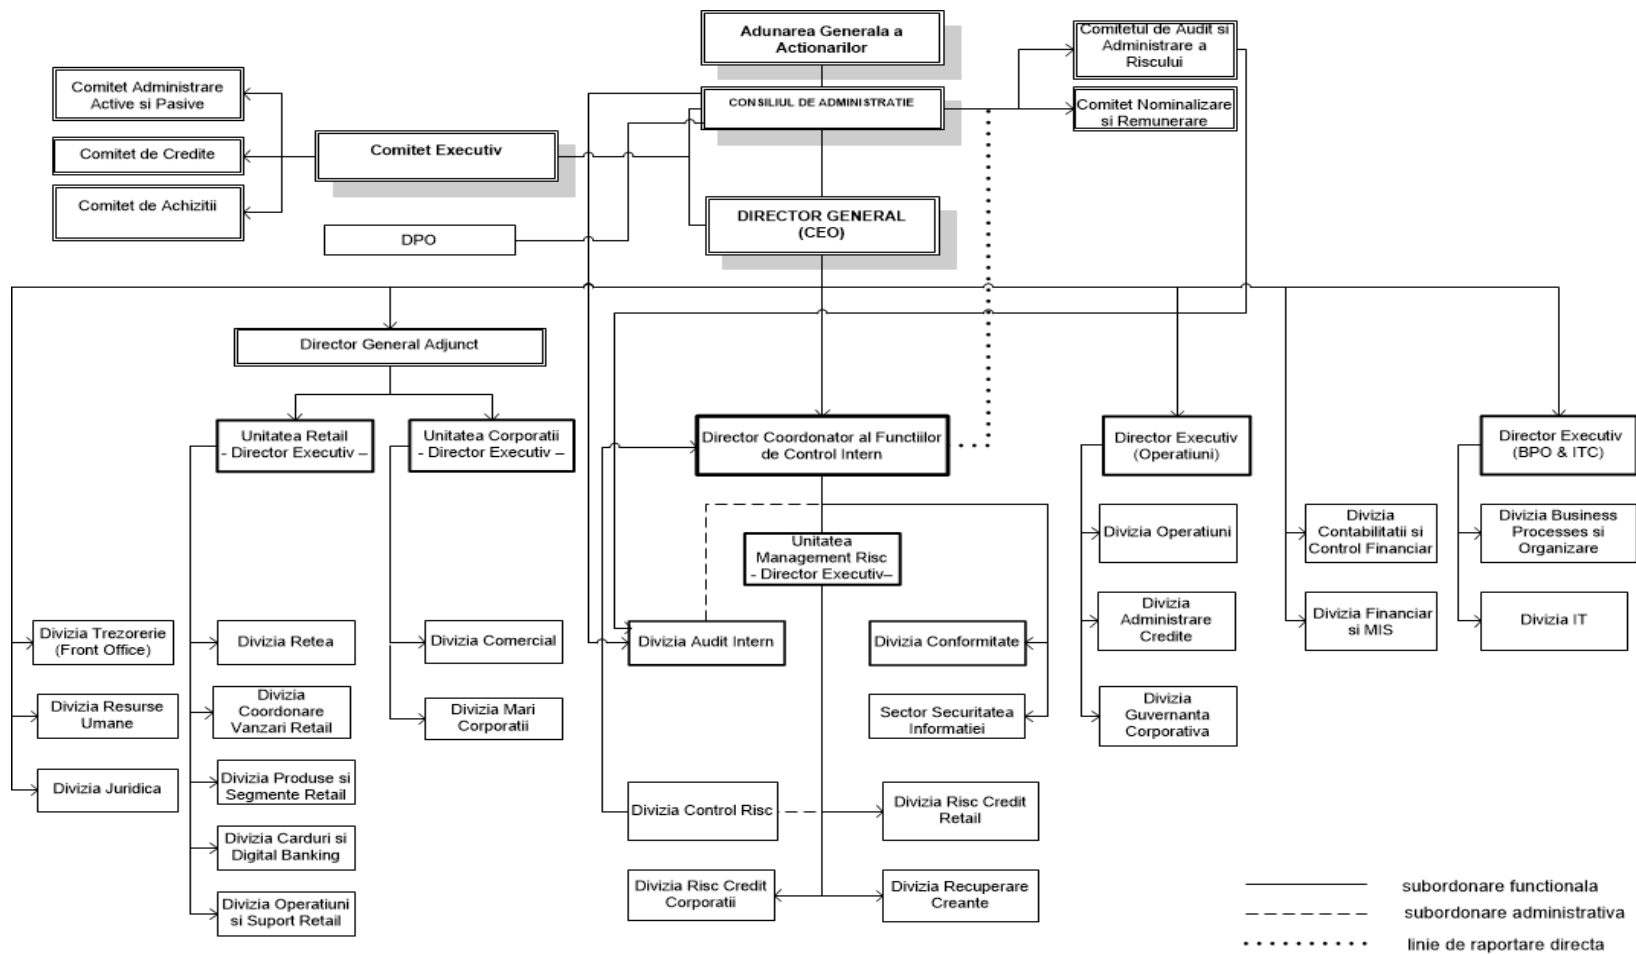 Adunarea Generala a
Actionarilor
Comitetul de Audit si
Administrare a
Riscului
Comitet Administrare
Active si Pasive
CONSILIUL DE ADMINISTRATIE
Comitet Nominalizare
si Remunerare
Comitet Executiv
Comitet de Credite
Comitet de Achizitii
DIRECTOR GENERAL
(CEO)
DPO
Director General Adjunct
Unitatea Retail
- Director Executiv –
Unitatea Corporatii
- Director Executiv –
Director Coordonator al Functiilor
de Control Intern
Director Executiv
(Operatiuni)
Director Executiv
(BPO & ITC)
Unitatea
Management Risc
- Director Executiv–
Divizia Operatiuni
Divizia
Contabilitatii si
Control Financiar
Divizia Business
Processes si
Organizare
Divizia Trezorerie
(Front Office)
Divizia Retea
Divizia Comercial
Divizia Audit Intern
Divizia Conformitate
Divizia
Administrare
Credite
Divizia Financiar
si MIS
Divizia IT
Divizia Resurse
Umane
Divizia
Coordonare
Vanzari Retail
Divizia Mari
Corporatii
Sector Securitatea
Informatiei
Divizia
Guvernanta
Corporativa
Divizia Juridica
Divizia Produse si
Segmente Retail
Divizia Control Risc
Divizia Risc Credit
Retail
Divizia Carduri si
Digital Banking
Divizia Risc Credit
Corporatii
Divizia Recuperare
Creante
Divizia Operatiuni
si Suport Retail
subordonare functionala
subordonare administrativa
linie de raportare directa